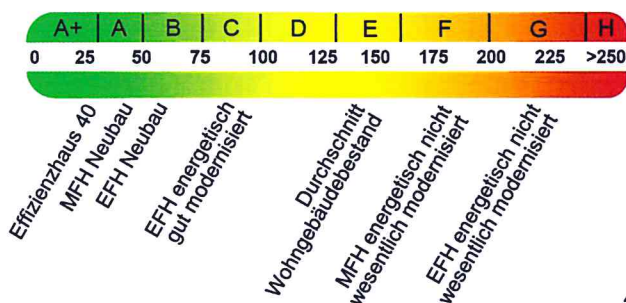 A+ A B C D E F G H
0 25 50 75 100 125 150 175 200 225 >250
Effizienzhaus 40
MFH Neubau
EFH Neubau
EFH energetisch
gut modernisiert
Durchschnitt
Wohngebäudebestand
MFH energetisch nicht
wesentlich modernisiert
EFH energetisch nicht
wesentlich modernisiert